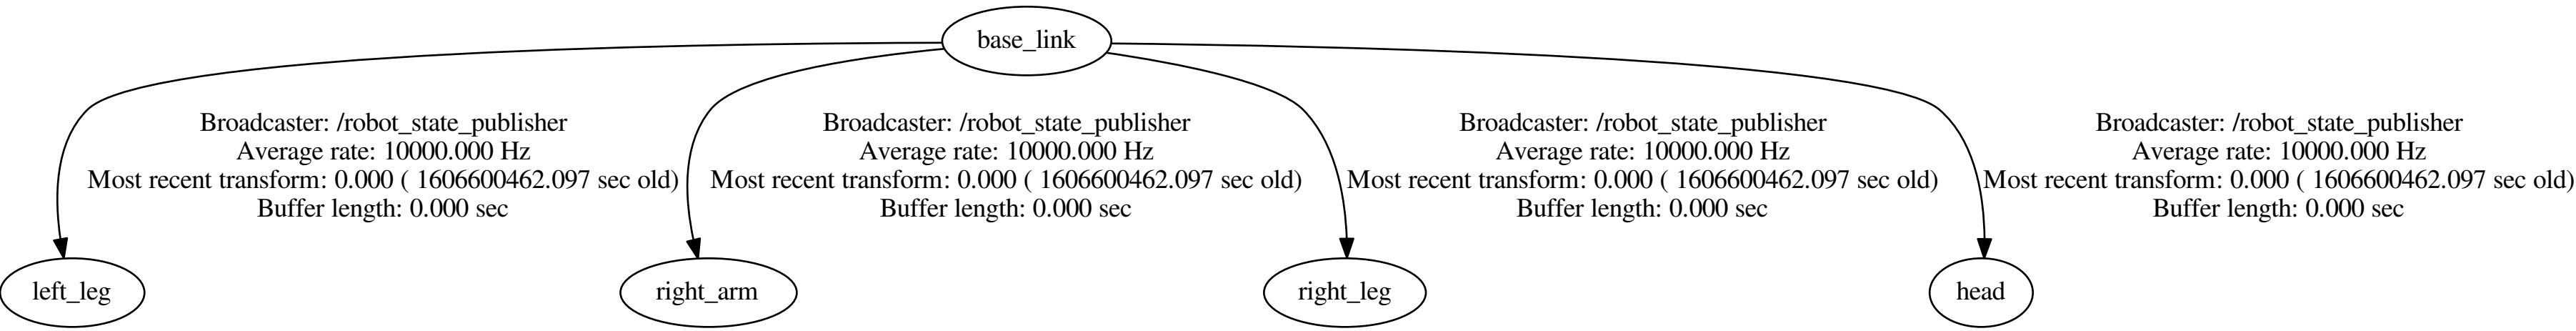 base_link
Broadcaster: /robot_state_publisher
Average rate: 10000.000 Hz
Most recent transform: 0.000 ( 1606600462.097 sec old)
Buffer length: 0.000 sec
Broadcaster: /robot_state_publisher
Average rate: 10000.000 Hz
Most recent transform: 0.000 ( 1606600462.097 sec old)
Buffer length: 0.000 sec
Broadcaster: /robot_state_publisher
Average rate: 10000.000 Hz
Most recent transform: 0.000 ( 1606600462.097 sec old)
Buffer length: 0.000 sec
Broadcaster: /robot_state_publisher
Average rate: 10000.000 Hz
Most recent transform: 0.000 ( 1606600462.097 sec old)
Buffer length: 0.000 sec
left_leg
right_arm
right_leg
head